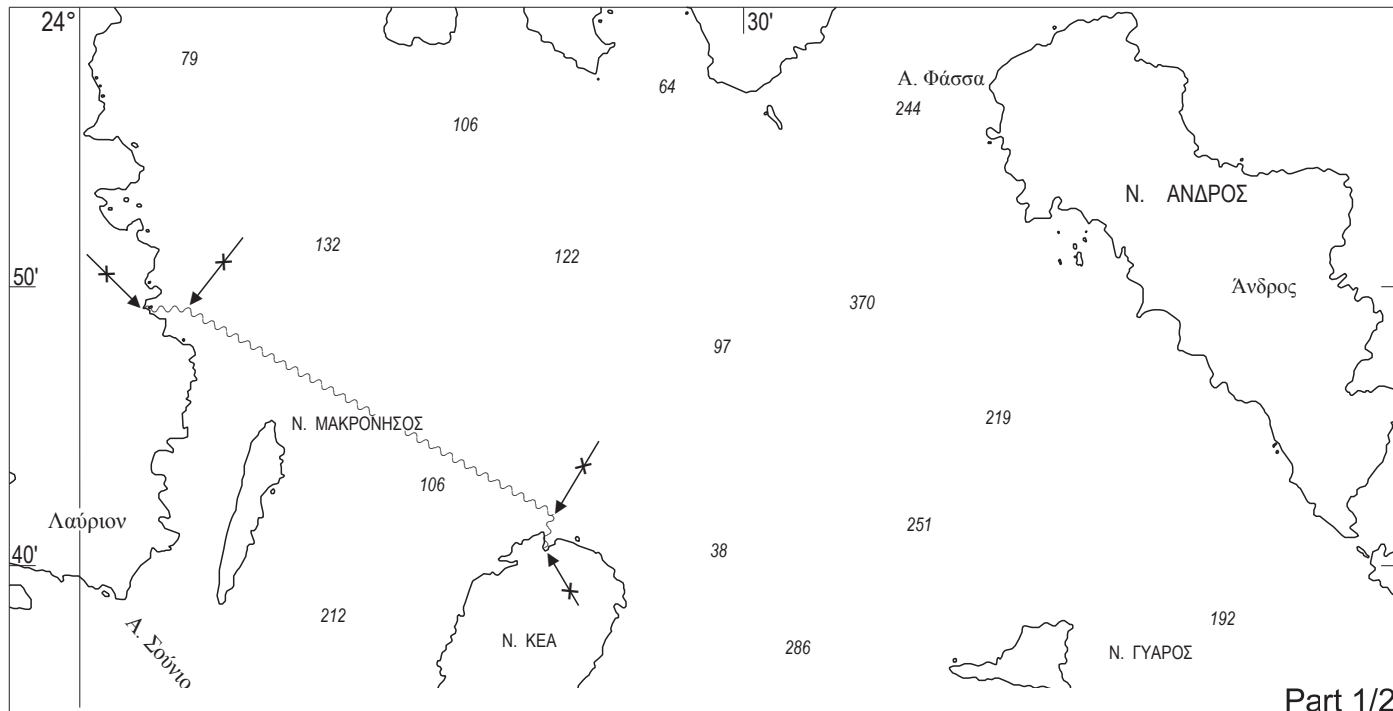 24°
30'
79
64
Α. Φάσσα
244
106
Ν. ΑΝΔΡΟΣ
132
122
50'
Άνδρος
370
97
Ν. ΜΑΚΡΟΝΗΣΟΣ
219
106
Λαύριον
251
38
40'
212
192
Α. Σούνιο
Ν. ΚΕΑ
286
Ν. ΓΥΑΡΟΣ
Part 1/2